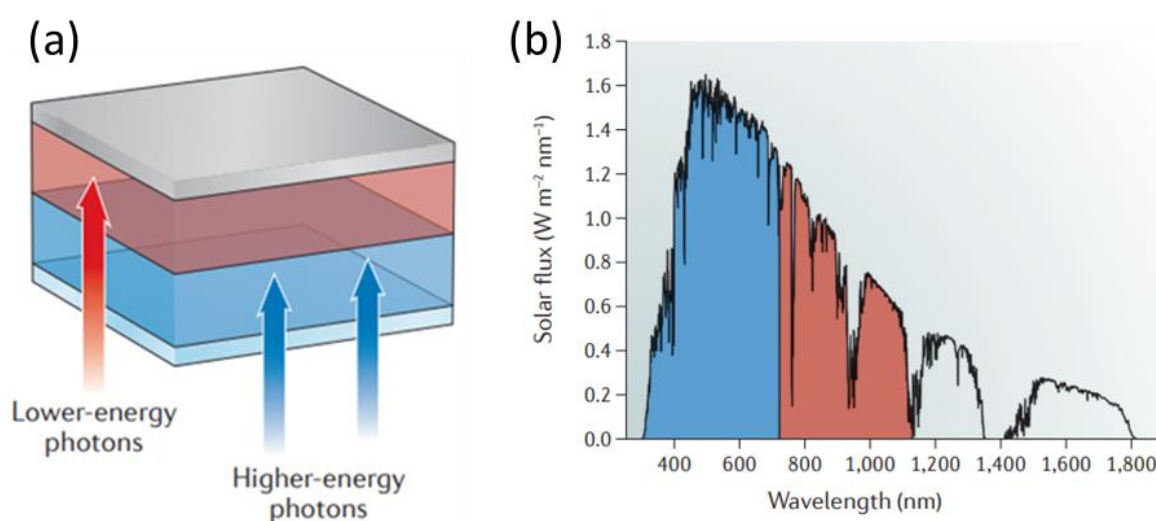 (a)
Lower-energy
photons
Higher-energy
photons
(b)
Solar flux (W m⁻² nm⁻¹)
1.8
1.6
1.4
1.2
1.0
0.8
0.6
0.4
0.2
0.0
400 600 800 1,000 1,200 1,400 1,600 1,800
Wavelength (nm)